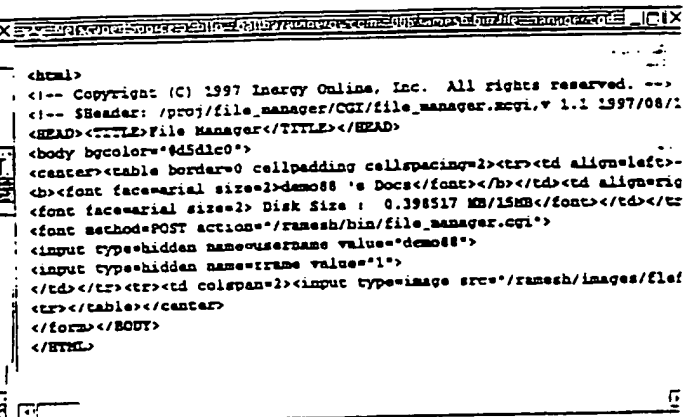 <html>
<!-- Copyright (C) 1997 Inergy Online, Inc. All rights reserved. -->
<!-- $Header: /proj/file_manager/CGI/file_manager.mcgi,v 1.1 1997/08/1
<HEAD><TITLE>File Manager</TITLE></HEAD>
<body bgcolor="#d5d1c0">
<center><table border=0 cellpadding cellspacing=2><tr><td align=left>
<b><font face=arial size=2>demo88 's Docs</font></b></td><td align=rig
<font face=arial size=2> Disk Size : 0.398517 MB/15MB</font></td></tr
<font method=POST action="/ramesh/bin/file_manager.cgi">
<input type=hidden name=username value="demo88">
<input type=hidden name=frame value="1">
</td></tr><tr><td colspan=2><input type=image src="/ramesh/images/flef
<tr></table></center>
</form></BODY>
</HTML>